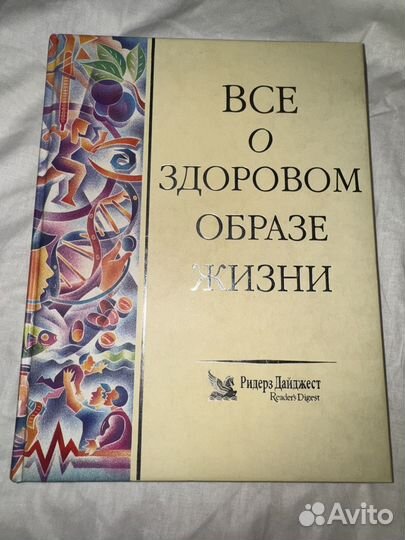 ВСЕ
О
ЗДОРОВОМ
ОБРАЗЕ
ЖИЗНИ
Ридерз Дайджест
Reader's Digest
Avito